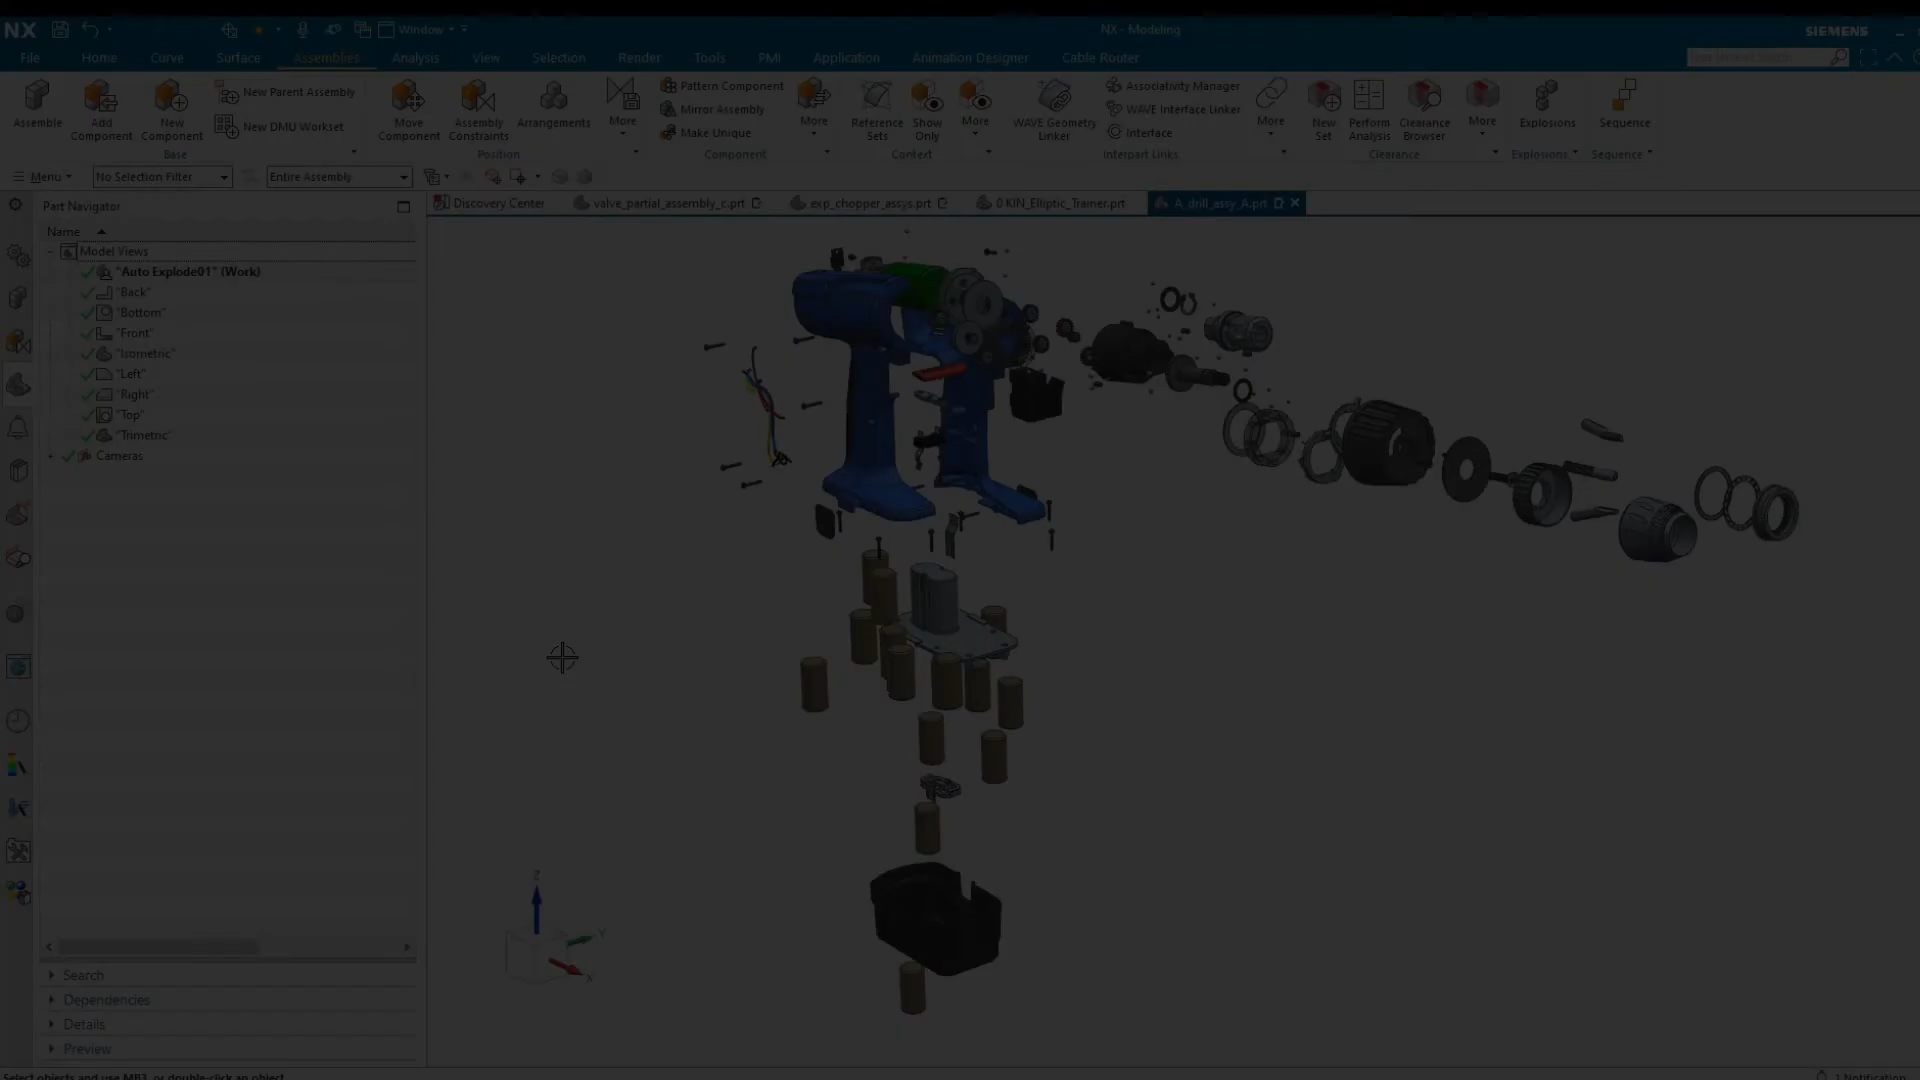 NX
Window
NX - Modeling
SIEMENS
File Home Curve Surface Assemblies Analysis View Selection Render Tools PMI Application Animation Designer Cable Router
Assemble
Add Component
New Component
New Parent Assembly
New DMU Workset
Base
Move Component
Assembly Constraints
Arrangements
More
Position
Pattern Component
Mirror Assembly
Make Unique
More
Component
Reference Sets
Show Only
More
Context
WAVE Geometry Linker
Associativity Manager
WAVE Interface Linker
Interface
More
Interpart Links
New Set
Perform Analysis
Clearance Browser
More
Clearance
Explosions
Explosions
Sequence
Sequence
Menu
No Selection Filter
Entire Assembly
Part Navigator
Discovery Center
valve_partial_assembly_c.prt
exp_chopper_assys.prt
0 KIN_Elliptic_Trainer.prt
A_drill_assy_A.prt
Name
Model Views
"Auto Explode01" (Work)
"Back"
"Bottom"
"Front"
"Isometric"
"Left"
"Right"
"Top"
"Trimetric"
Cameras
Z
Y
X
Search
Dependencies
Details
Preview
Select objects and use MB3, or double-click an object
1 Notification